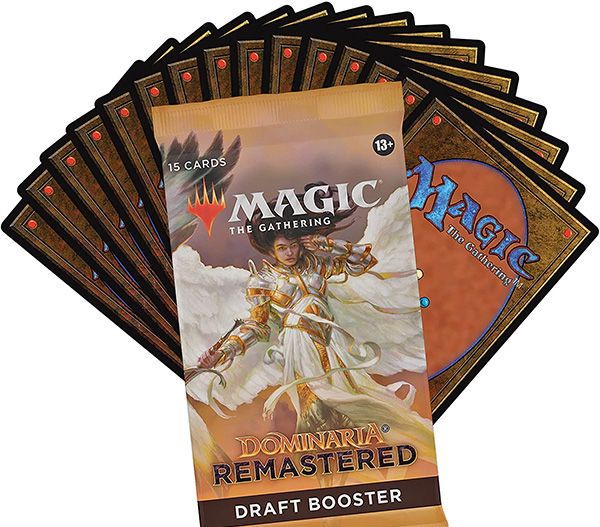 15 CARDS
13+
MAGIC®
THE GATHERING
DOMINARIA®
REMASTERED
DRAFT BOOSTER
MAGIC
The Gathering®